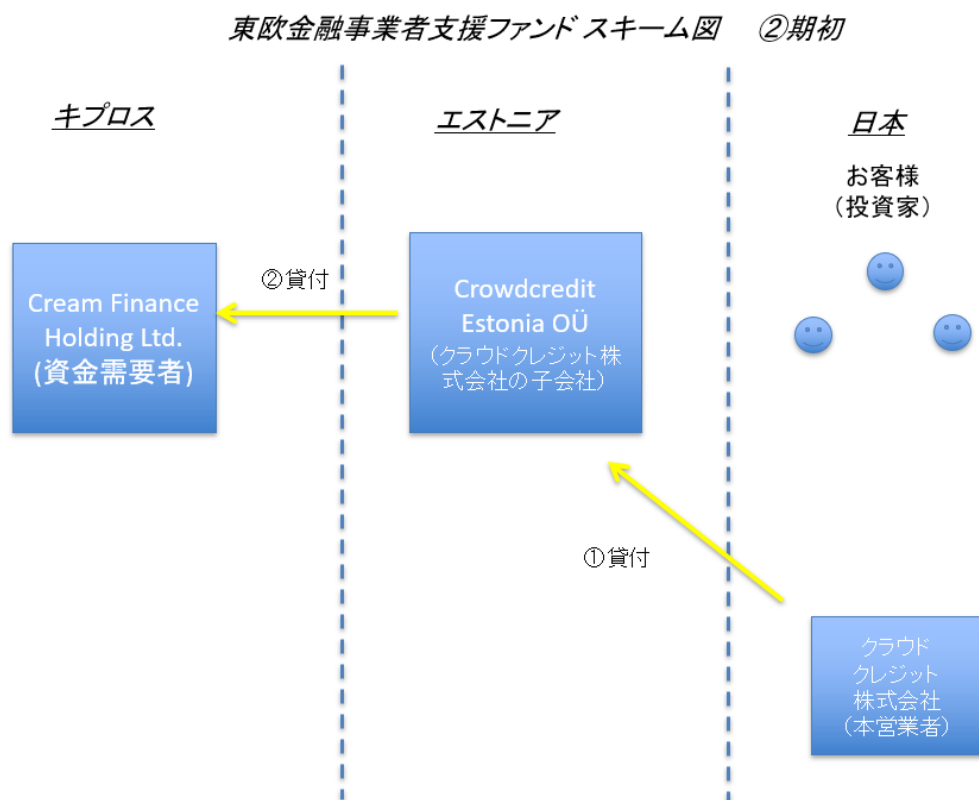 東欧金融事業者支援ファンド スキーム図 ②期初
キプロス
エストニア
日本
お客様
（投資家）
②貸付
Cream Finance
Holding Ltd.
(資金需要者)
Crowdcredit
Estonia OÜ
（クラウドクレジット株
式会社の子会社）
①貸付
クラウド
クレジット
株式会社
（本営業者）